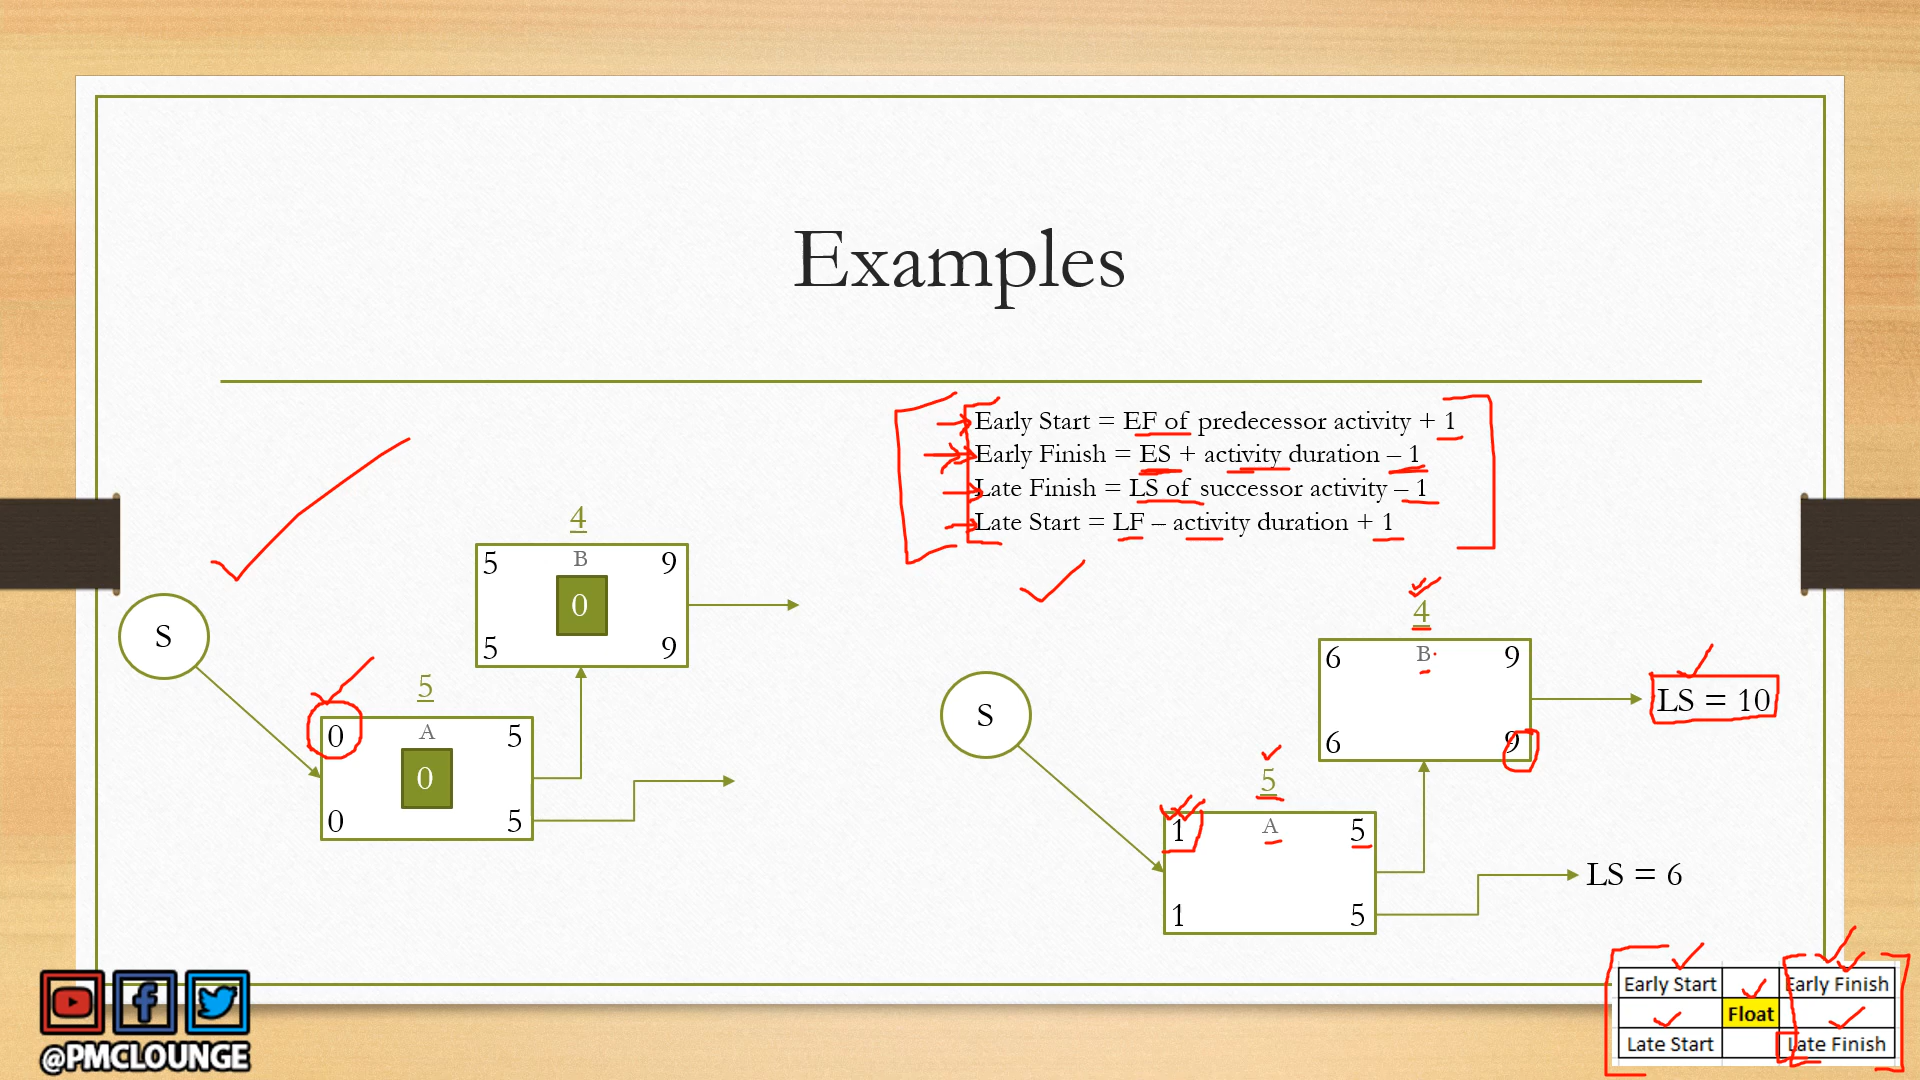 Examples
Early Start = EF of predecessor activity + 1
Early Finish = ES + activity duration – 1
Late Finish = LS of successor activity – 1
Late Start = LF – activity duration + 1
4
5 B 9
0
5 9
S
5
0 A 5
0
0 5
4
6 B 9
6 9
LS = 10
S
5
1 A 5
1 5
LS = 6
Early Start Early Finish
Float
Late Start Late Finish
@PMCLOUNGE